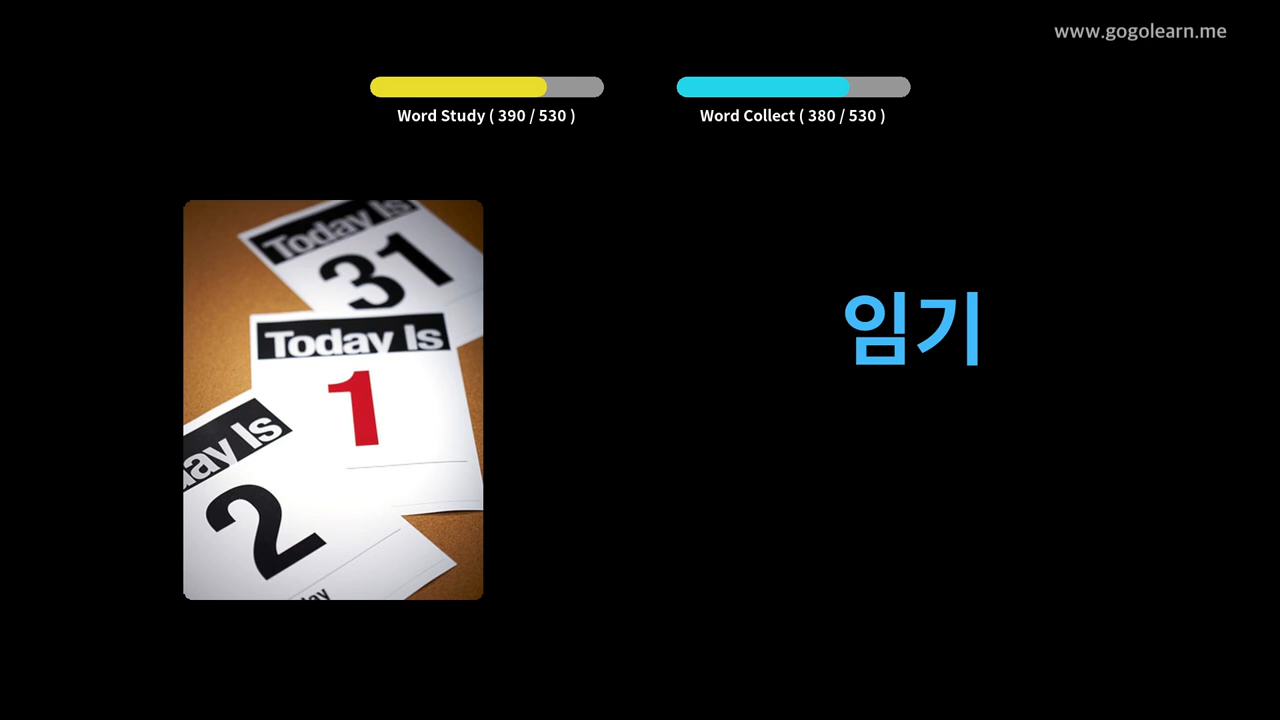 www.gogolearn.me
Word Study ( 390 / 530 )
Word Collect ( 380 / 530 )
Today Is
31
Today Is
1
day Is
2
임기